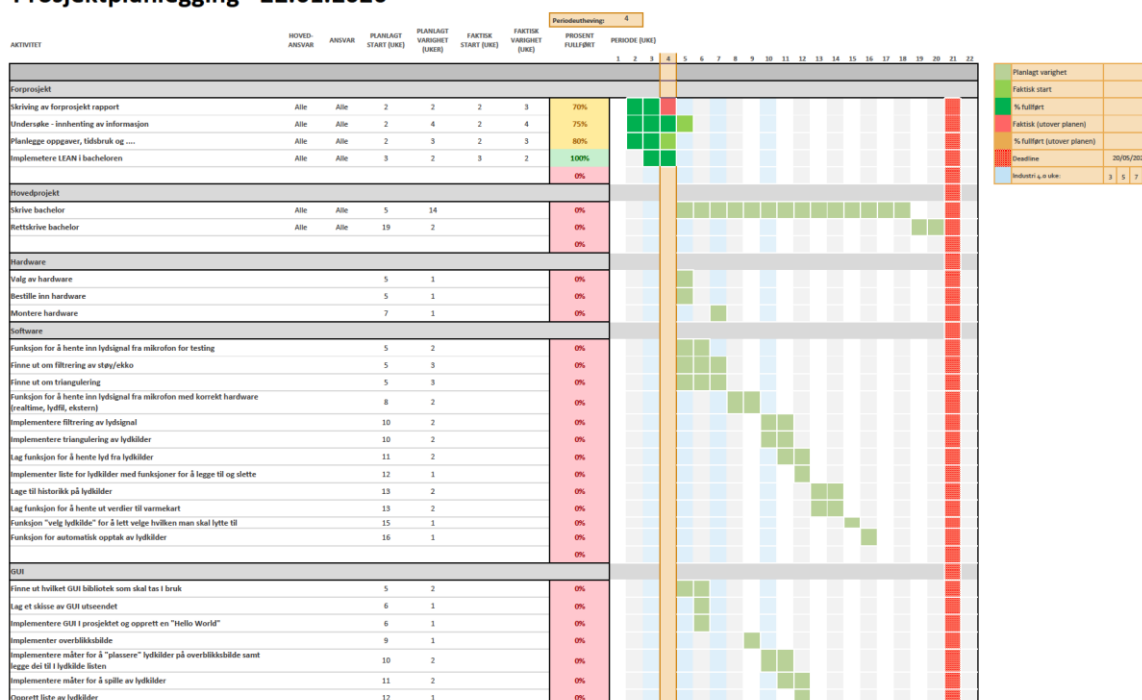 Prosjektplanlegging - 22.01.2020
Periodeutheving: 4
AKTIVITET HOVED-ANSVAR ANSVAR PLANLAGT START (UKE) PLANLAGT VARIGHET (UKER) FAKTISK START (UKE) FAKTISK VARIGHET (UKE) PROSENT FULLFØRT PERIODE (UKE)
1 2 3 4 5 6 7 8 9 10 11 12 13 14 15 16 17 18 19 20 21 22
Forprosjekt
Skriving av forprosjekt rapport Alle Alle 2 2 2 3 70%
Undersøke - innhenting av informasjon Alle Alle 2 4 2 4 75%
Planlegge oppgaver, tidsbruk og .... Alle Alle 2 3 2 3 80%
Implemetere LEAN i bacheloren Alle Alle 3 2 3 2 100%
0%
Hovedprojekt
Skrive bachelor Alle Alle 5 14 0%
Rettskrive bachelor Alle Alle 19 2 0%
0%
Hardware
Valg av hardware 5 1 0%
Bestille inn hardware 5 1 0%
Montere hardware 7 1 0%
Software
Funksjon for å hente inn lydsignal fra mikrofon for testing 5 2 0%
Finne ut om filtrering av støy/ekko 5 3 0%
Finne ut om triangulering 5 3 0%
Funksjon for å hente inn lydsignal fra mikrofon med korrekt hardware
(realtime, lydfil, ekstern) 8 2 0%
Implementere filtrering av lydsignal 10 2 0%
Implementere triangulering av lydkilder 10 2 0%
Lag funksjon for å hente lyd fra lydkilder 11 2 0%
Implementer liste for lydkilder med funksjoner for å legge til og slette 12 1 0%
Lage til historikk på lydkilder 13 2 0%
Lag funksjon for å hente ut verdier til varmekart 13 2 0%
Funksjon "velg lydkilde" for å lett velge hvilken man skal lytte til 15 1 0%
Funksjon for automatisk opptak av lydkilder 16 1 0%
0%
GUI
Finne ut hvilket GUI bibliotek som skal tas I bruk 5 2 0%
Lag et skisse av GUI utseendet 6 1 0%
Implementere GUI I prosjektet og opprett en "Hello World" 6 1 0%
Implementer overblikksbilde 9 1 0%
Implementere måter for å "plassere" lydkilder på overblikksbilde samt
legge dei til I lydkilde listen 10 2 0%
Implementere måter for å spille av lydkilder 11 2 0%
Opprett liste av lydkilder 12 1 0%
Planlagt varighet
Faktisk start
% fullført
Faktisk (utover planen)
% fullført (utover planen)
Deadline 20/05/202
Industri 4.0 uke: 3 5 7